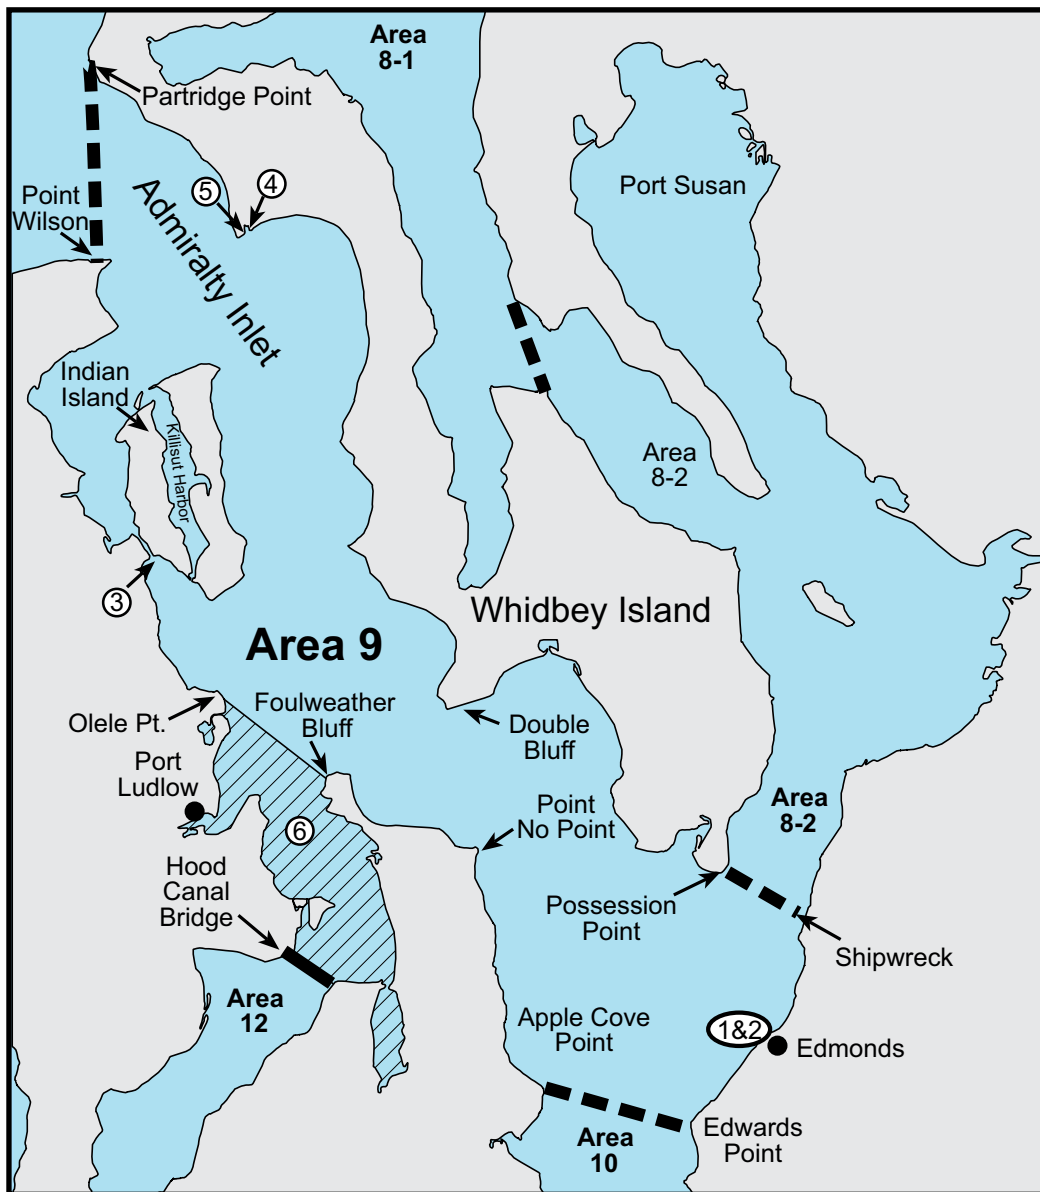 Area
8-1
Partridge Point
Port Susan
Point
Wilson
5
4
Admiralty Inlet
Indian
Island
Killisut Harbor
Area
8-2
3
Whidbey Island
Area 9
Olele Pt.
Foulweather
Bluff
Double
Bluff
Port
Ludlow
Point
No Point
Area
8-2
6
Hood
Canal
Bridge
Possession
Point
Shipwreck
Area
12
Apple Cove
Point
1&2
Edmonds
Area
10
Edwards
Point